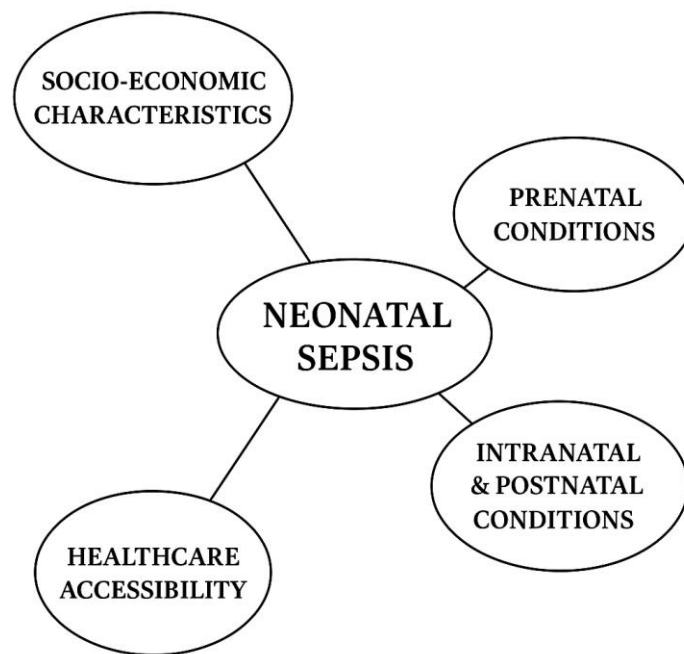 SOCIO-ECONOMIC
CHARACTERISTICS
PRENATAL
CONDITIONS
NEONATAL
SEPSIS
INTRANATAL
& POSTNATAL
CONDITIONS
HEALTHCARE
ACCESSIBILITY